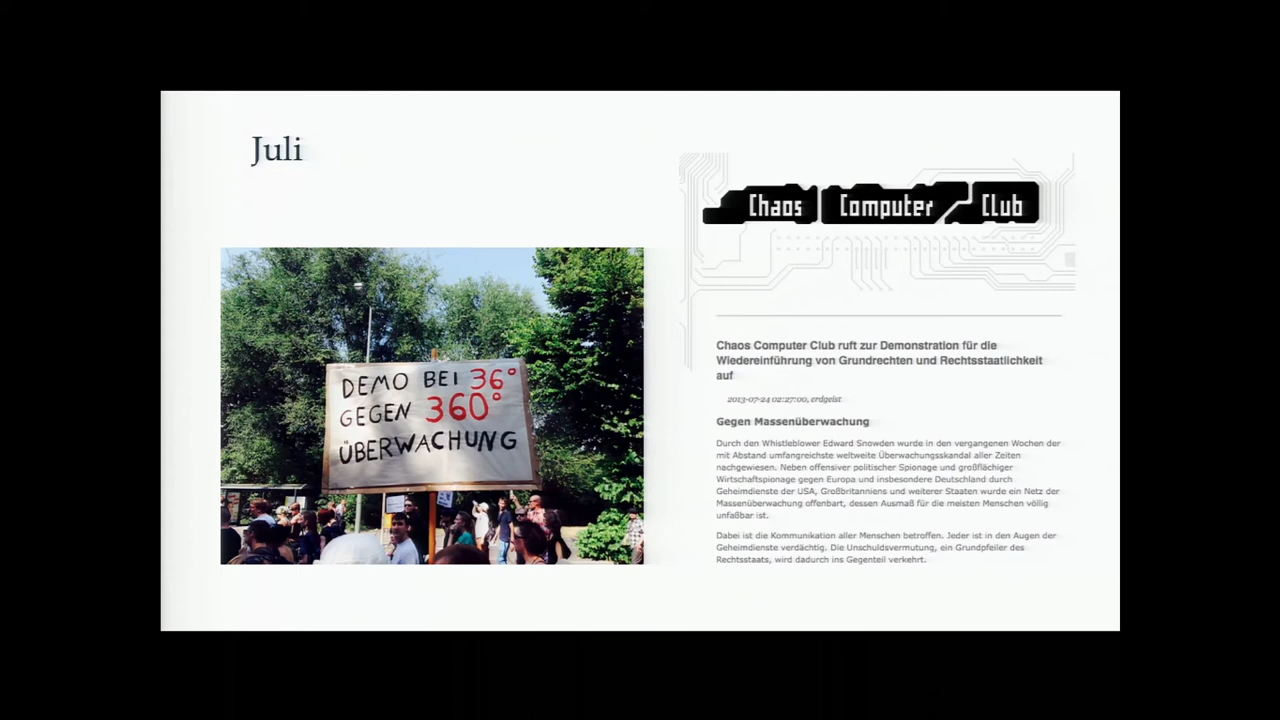 Juli
DEMO BEI 36°
GEGEN 360°
ÜBERWACHUNG
Chaos Computer Club
Chaos Computer Club ruft zur Demonstration für die
Wiedereinführung von Grundrechten und Rechtsstaatlichkeit
auf
2013-07-24 02:27:00, erdgeist
Gegen Massenüberwachung
Durch den Whistleblower Edward Snowden wurde in den vergangenen Wochen der
mit Abstand umfangreichste weltweite Überwachungsskandal aller Zeiten
nachgewiesen. Neben offensiver politischer Spionage und großflächiger
Wirtschaftspionage gegen Europa und insbesondere Deutschland durch
Geheimdienste der USA, Großbritanniens und weiterer Staaten wurde ein Netz der
Massenüberwachung offenbart, dessen Ausmaß für die meisten Menschen völlig
unfaßbar ist.
Dabei ist die Kommunikation aller Menschen betroffen. Jeder ist in den Augen der
Geheimdienste verdächtig. Die Unschuldsvermutung, ein Grundpfeiler des
Rechtsstaats, wird dadurch ins Gegenteil verkehrt.